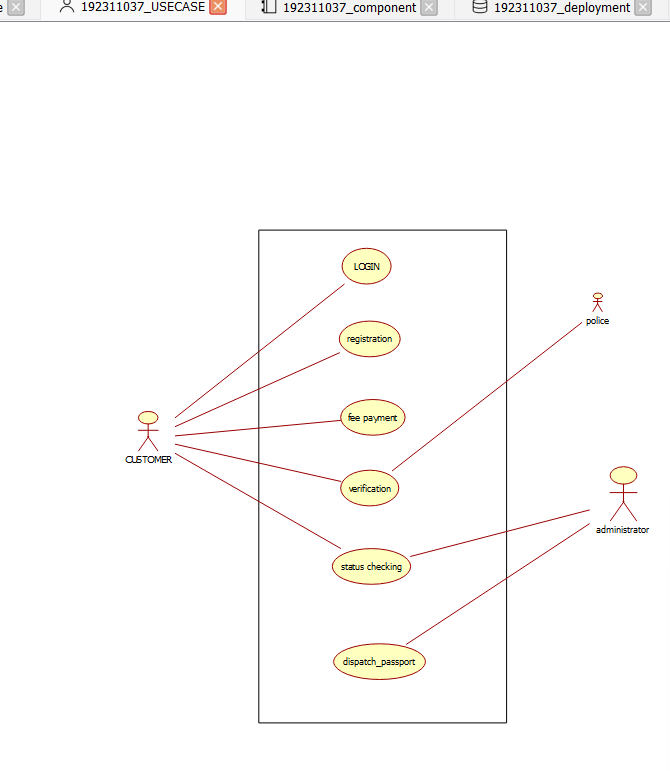 192311037_USECASE
192311037_component
192311037_deployment
LOGIN
registration
police
fee payment
CUSTOMER
verification
administrator
status checking
dispatch_passport